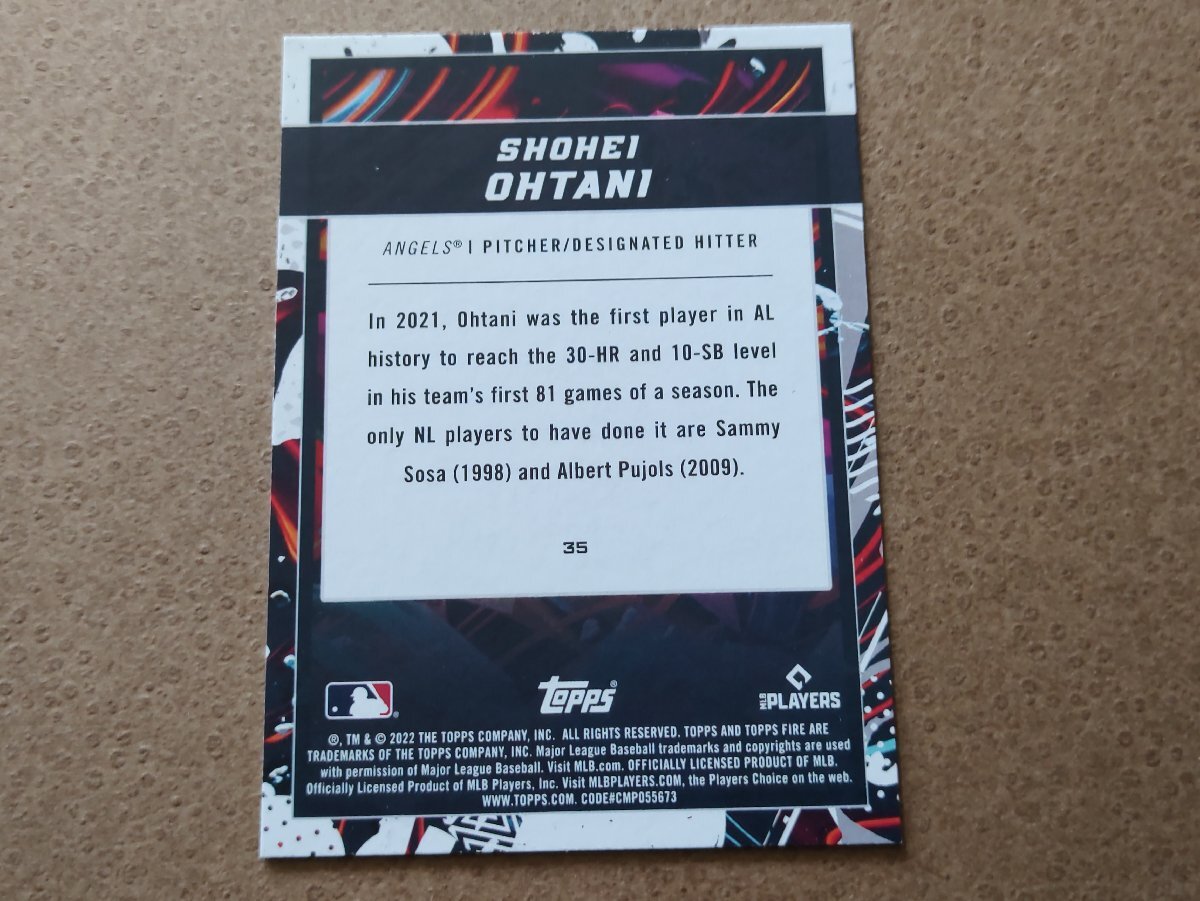 SHOHEI
OHTANI
ANGELS® | PITCHER/DESIGNATED HITTER
In 2021, Ohtani was the first player in AL
history to reach the 30-HR and 10-SB level
in his team's first 81 games of a season. The
only NL players to have done it are Sammy
Sosa (1998) and Albert Pujols (2009).
35
topps®
MLB PLAYERS
®, TM & © 2022 THE TOPPS COMPANY, INC. ALL RIGHTS RESERVED. TOPPS AND TOPPS FIRE ARE
TRADEMARKS OF THE TOPPS COMPANY, INC. Major League Baseball trademarks and copyrights are used
with permission of Major League Baseball. Visit MLB.com. OFFICIALLY LICENSED PRODUCT OF MLB.
Officially Licensed Product of MLB Players, Inc. Visit MLBPLAYERS.COM, the Players Choice on the web.
WWW.TOPPS.COM. CODE#CMP055673